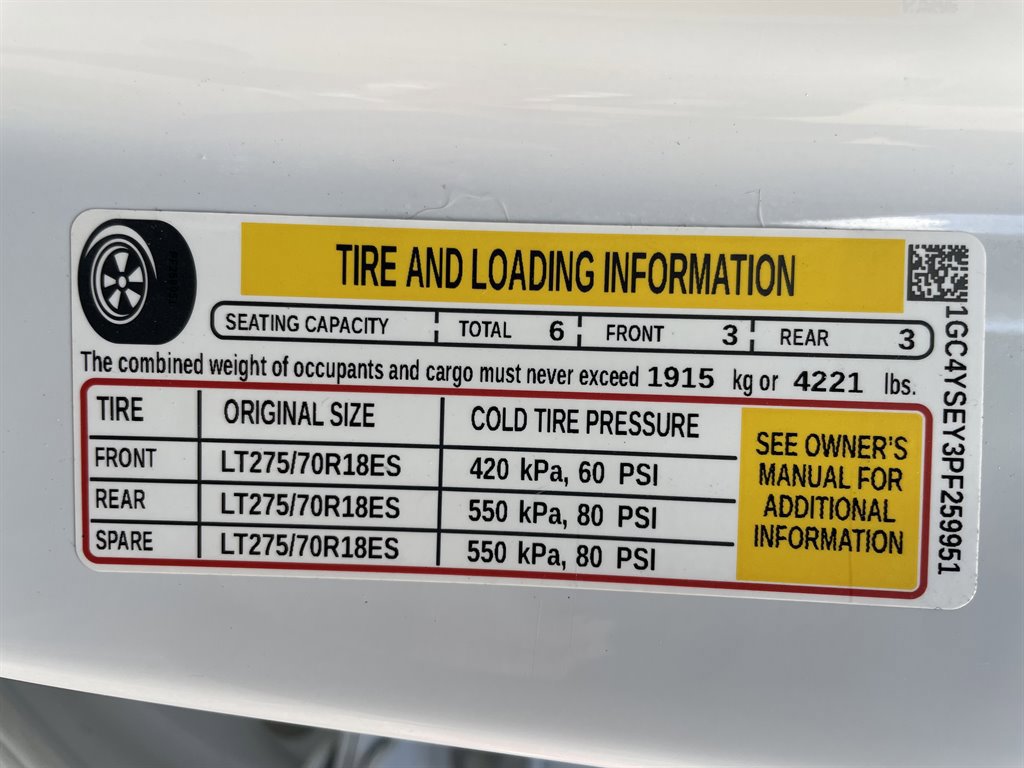 TIRE AND LOADING INFORMATION
SEATING CAPACITY TOTAL 6 FRONT 3 REAR 3
The combined weight of occupants and cargo must never exceed 1915 kg or 4221 lbs.
TIRE ORIGINAL SIZE COLD TIRE PRESSURE
FRONT LT275/70R18ES 420 kPa, 60 PSI
REAR LT275/70R18ES 550 kPa, 80 PSI
SPARE LT275/70R18ES 550 kPa, 80 PSI
SEE OWNER'S
MANUAL FOR
ADDITIONAL
INFORMATION
1GC4YSEY3PF259951